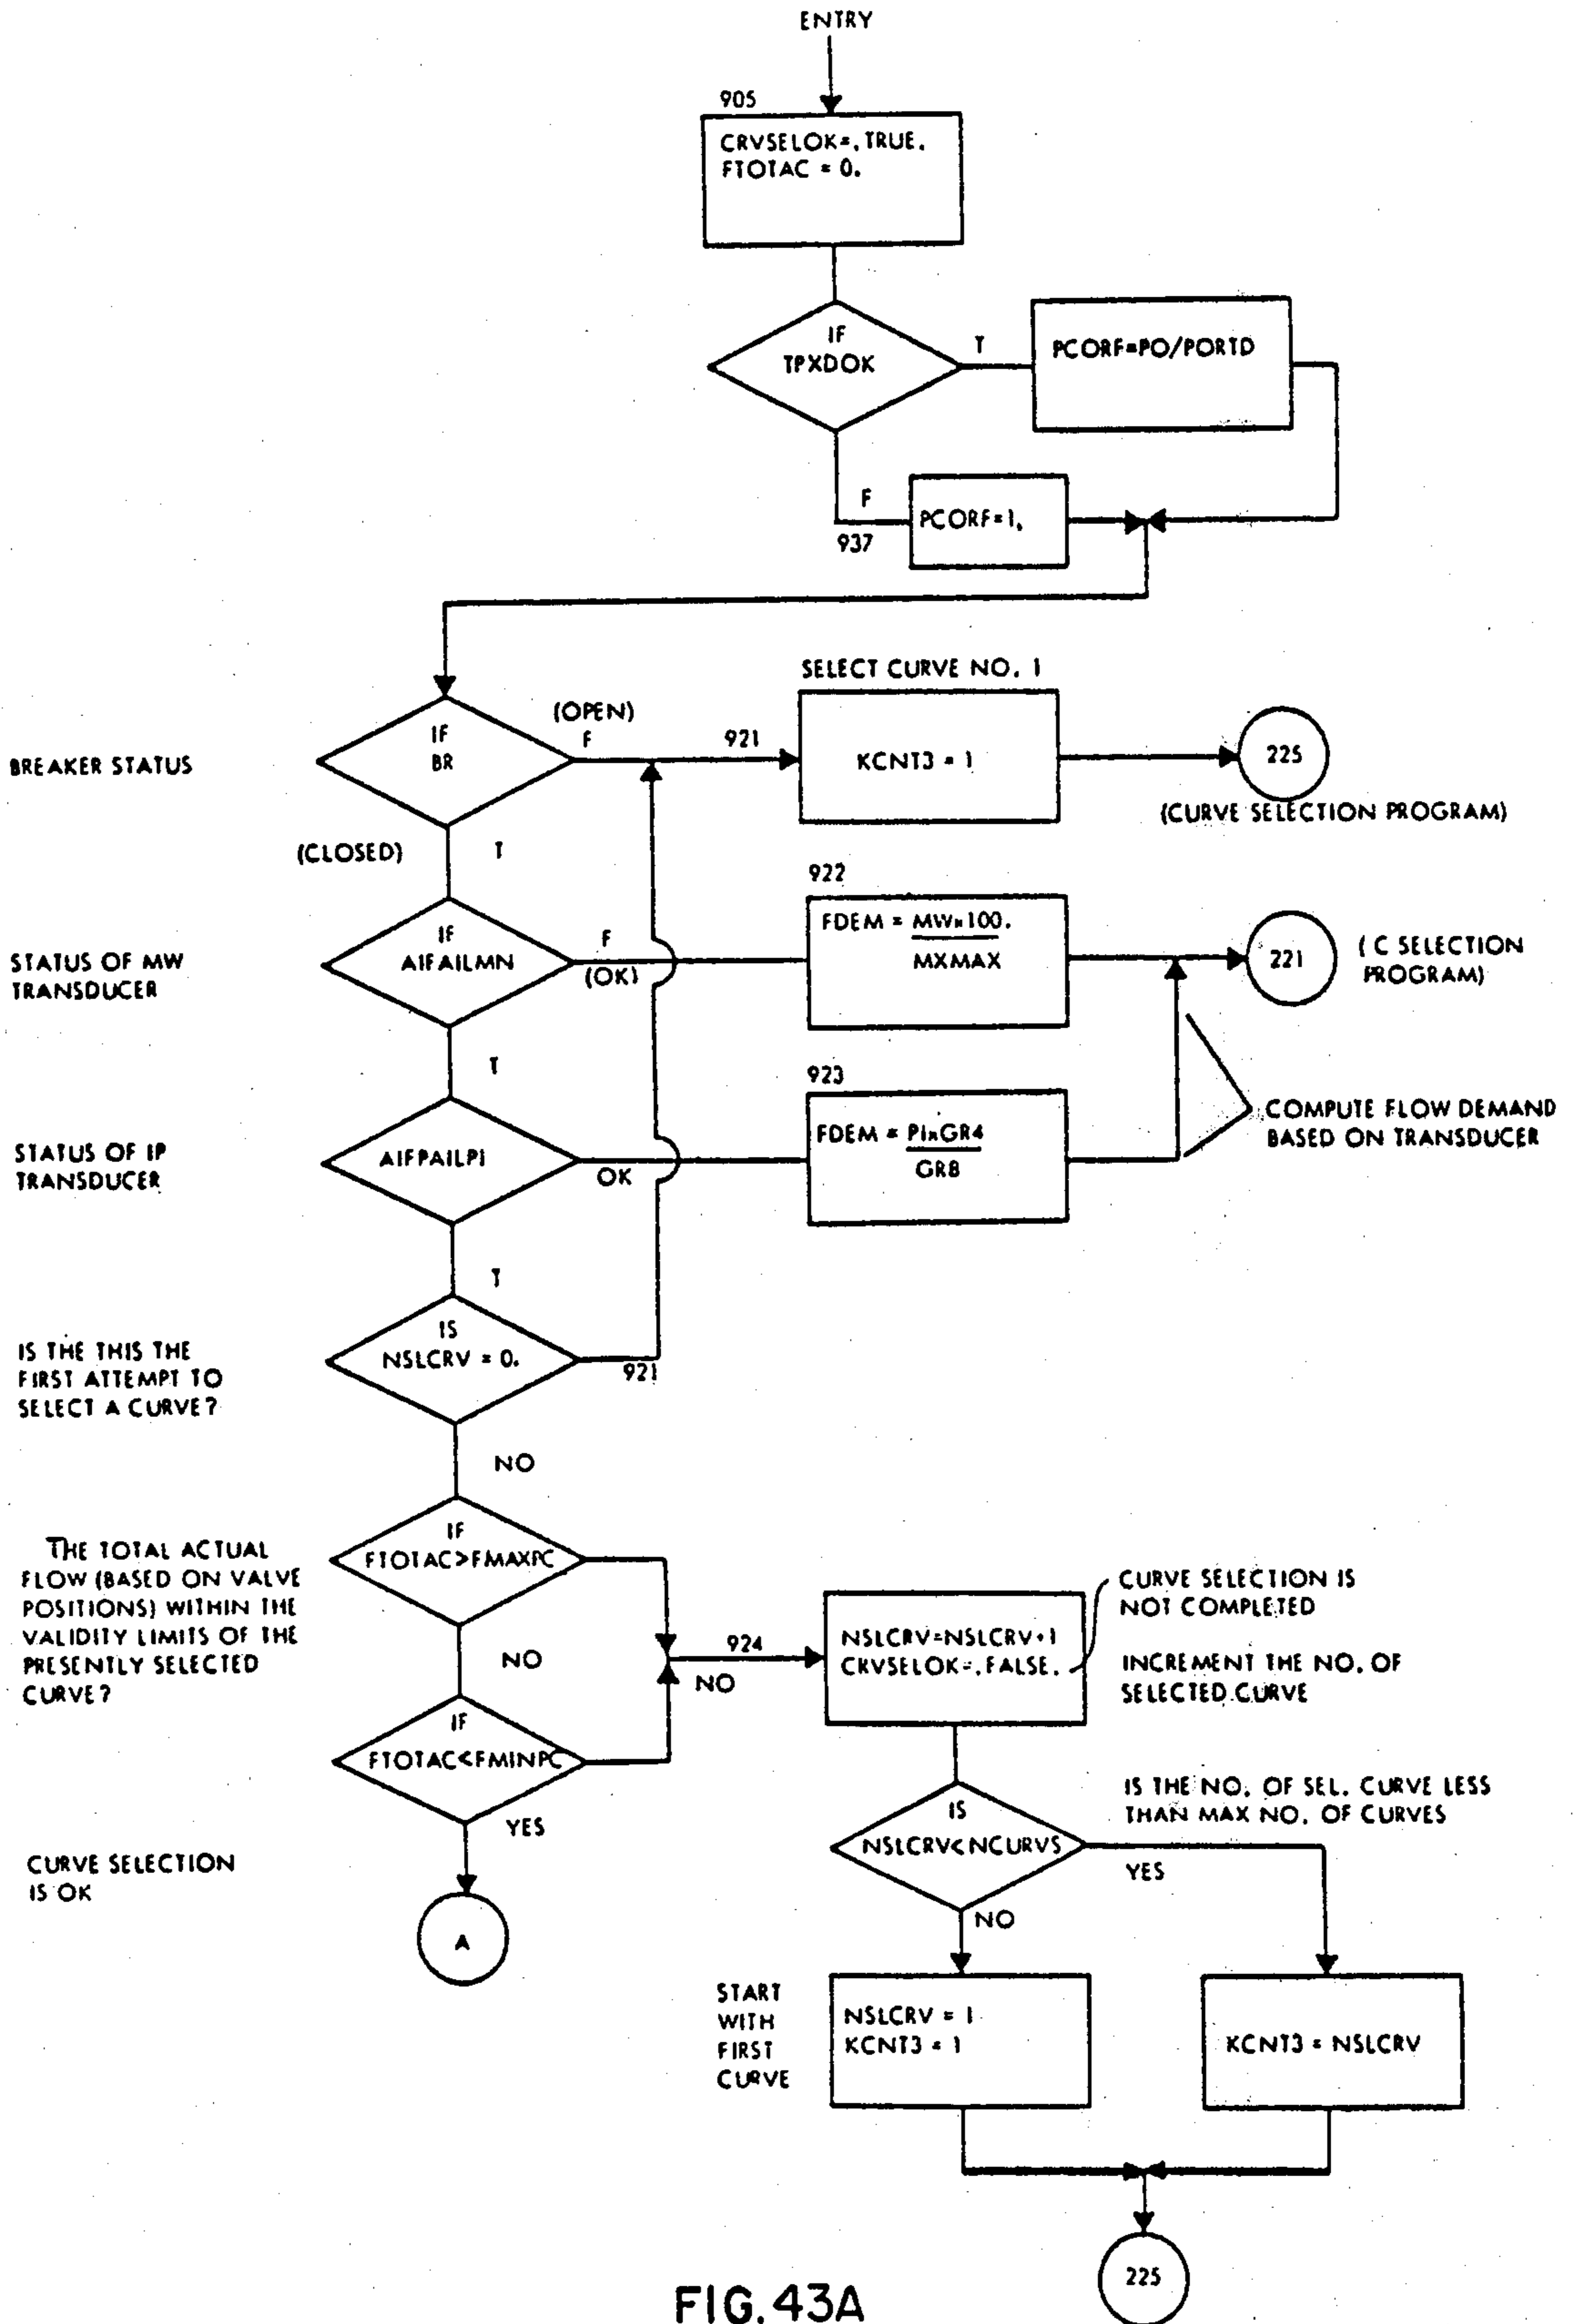 ENTRY
905
CRVSELOK=.TRUE.
FTOTAC = 0.
IF
TPXDOK
T
PCORF=PO/PORTD
F
937
PCORF=1.
SELECT CURVE NO. 1
BREAKER STATUS
IF
BR
(OPEN)
F
921
KCNT3 = 1
225
(CURVE SELECTION PROGRAM)
(CLOSED)
T
922
STATUS OF MW
TRANSDUCER
IF
AIFAILMN
F
(OK)
FDEM = MW×100.
MXMAX
221
( C SELECTION
PROGRAM)
T
923
STATUS OF IP
TRANSDUCER
AIFPAILPI
OK
FDEM = PI×GR4
GR8
COMPUTE FLOW DEMAND
BASED ON TRANSDUCER
T
IS THE THIS THE
FIRST ATTEMPT TO
SELECT A CURVE?
IS
NSLCRV = 0.
921
NO
THE TOTAL ACTUAL
FLOW (BASED ON VALVE
POSITIONS) WITHIN THE
VALIDITY LIMITS OF THE
PRESENTLY SELECTED
CURVE?
IF
FTOTAC>FMAXPC
NO
924
NO
NSLCRV=NSLCRV+1
CRVSELOK=.FALSE.
CURVE SELECTION IS
NOT COMPLETED
INCREMENT THE NO. OF
SELECTED CURVE
IF
FTOTAC<FMINPC
YES
CURVE SELECTION
IS OK
A
IS
NSLCRV<NCURVS
IS THE NO. OF SEL. CURVE LESS
THAN MAX NO. OF CURVES
YES
NO
START
WITH
FIRST
CURVE
NSLCRV = 1
KCNT3 = 1
KCNT3 = NSLCRV
225
FIG.43A